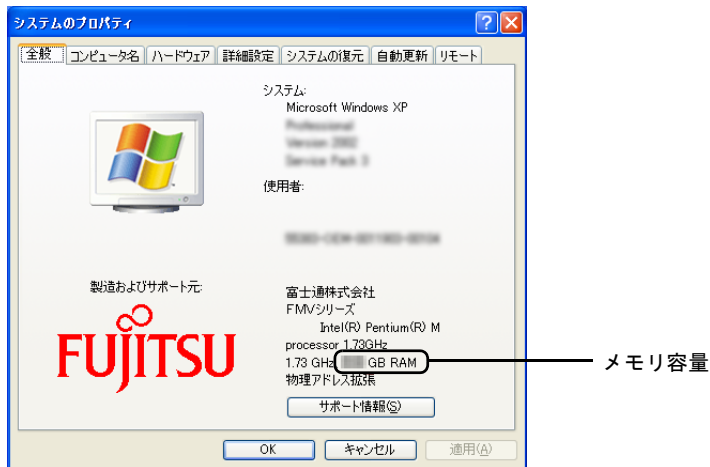 システムのプロパティ
全般 コンピュータ名 ハードウェア 詳細設定 システムの復元 自動更新 リモート
システム:
Microsoft Windows XP
使用者:
製造およびサポート元:
FUJITSU
富士通株式会社
FMVシリーズ
Intel(R) Pentium(R) M
processor 1.73GHz
1.73 GHz GB RAM
物理アドレス拡張
メモリ容量
サポート情報(S)
OK キャンセル 適用(A)